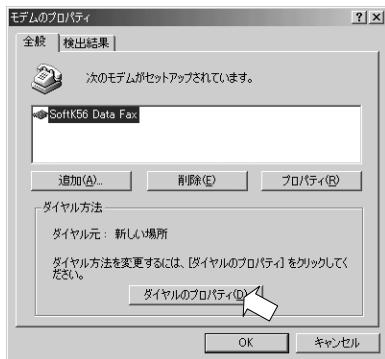 モデムのプロパティ
? ×
全般 検出結果
次のモデムがセットアップされています。
SoftK56 Data Fax
追加(A)... 削除(E) プロパティ(R)
ダイヤル方法
ダイヤル元： 新しい場所
ダイヤル方法を変更するには、[ダイヤルのプロパティ] をクリックしてく
ださい。
ダイヤルのプロパティ(D)
OK キャンセル